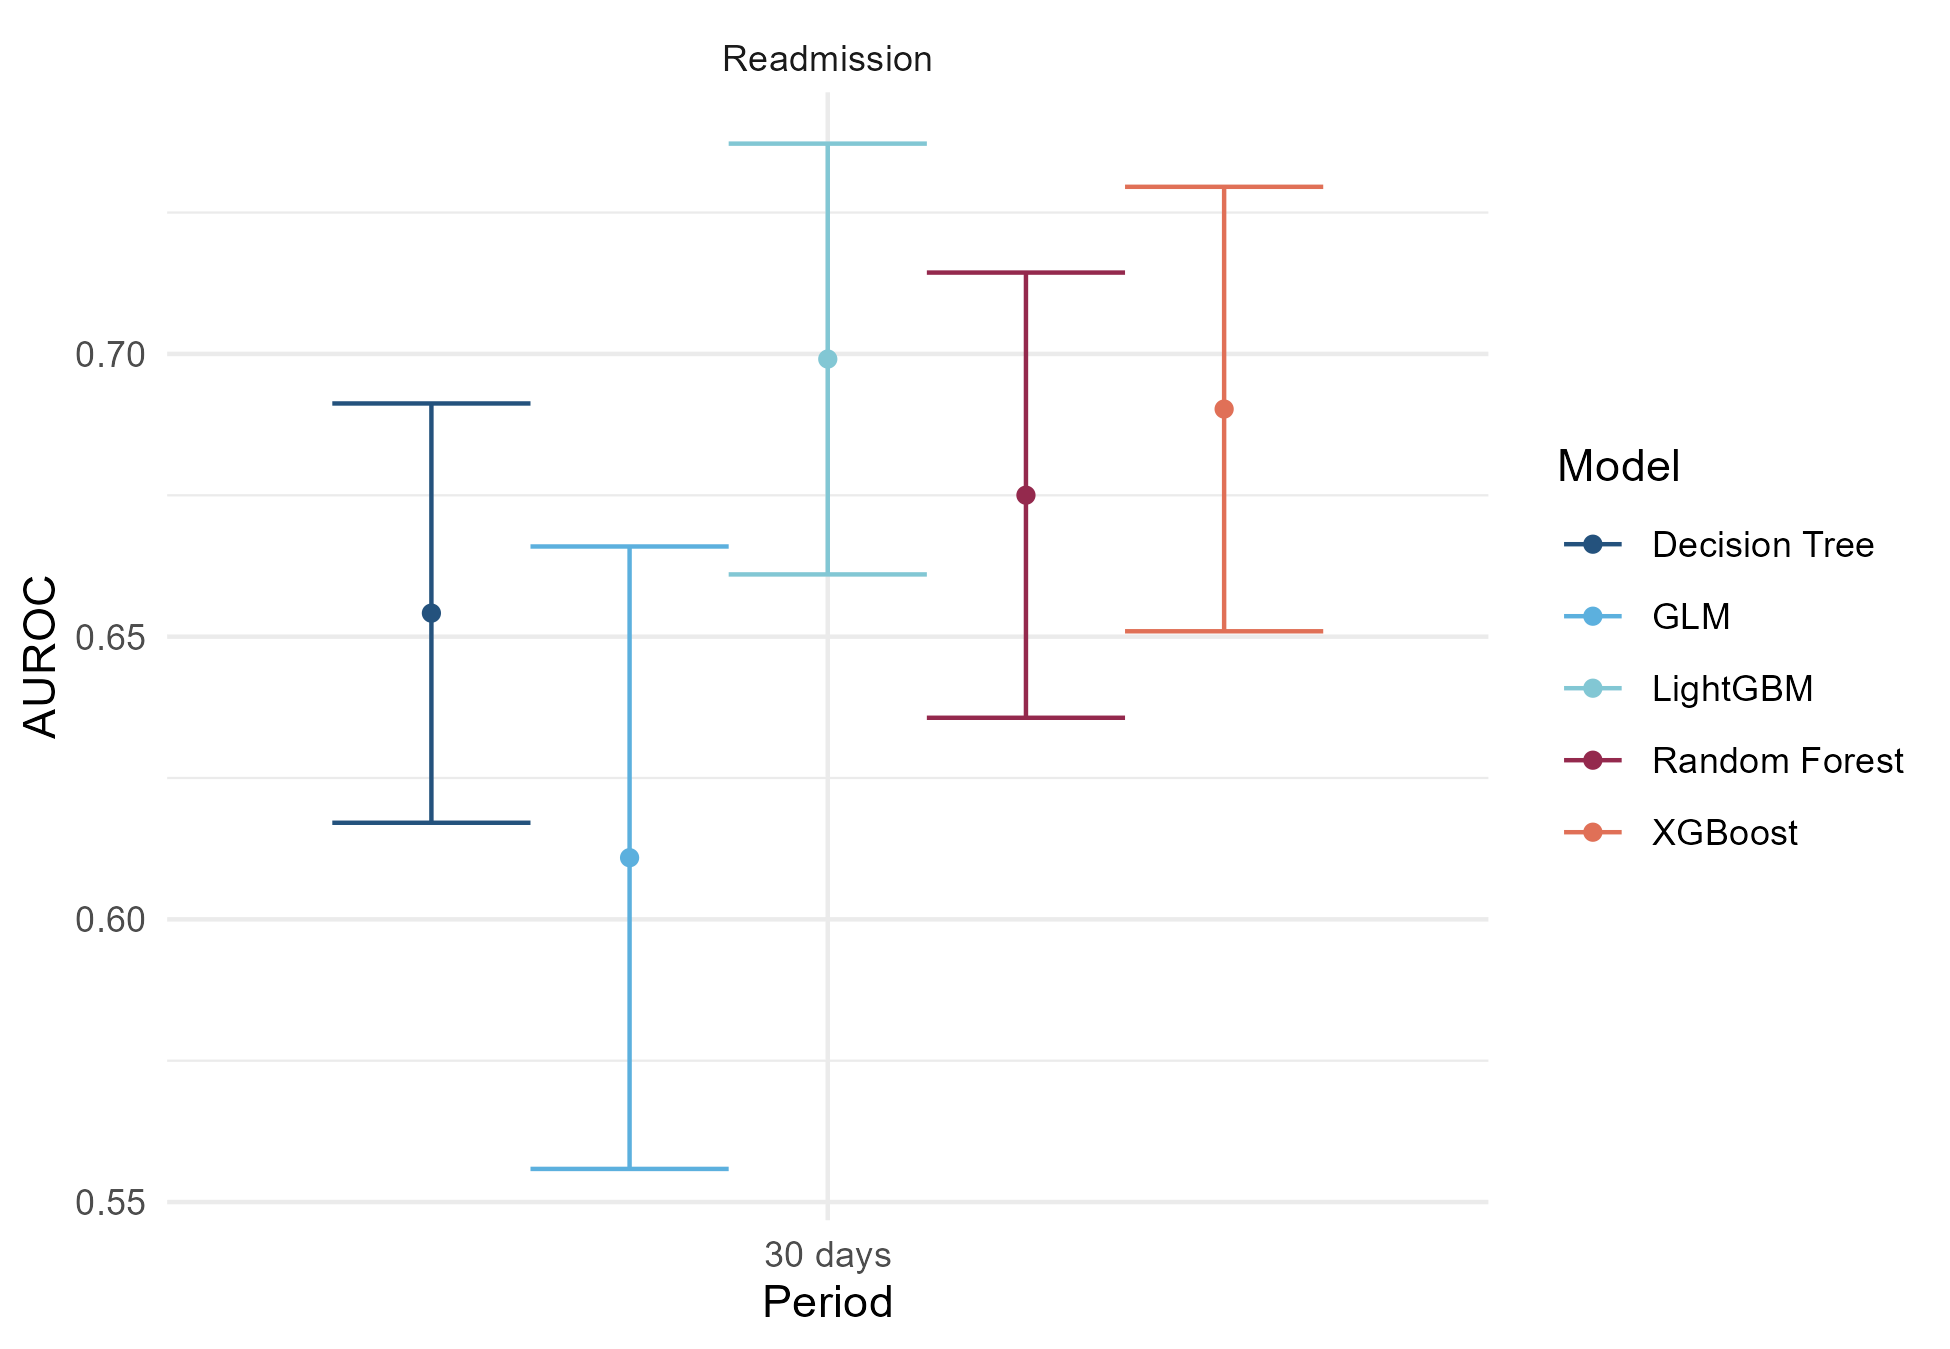 Readmission
AUROC
0.70
0.65
0.60
0.55
30 days
Period
Model
Decision Tree
GLM
LightGBM
Random Forest
XGBoost